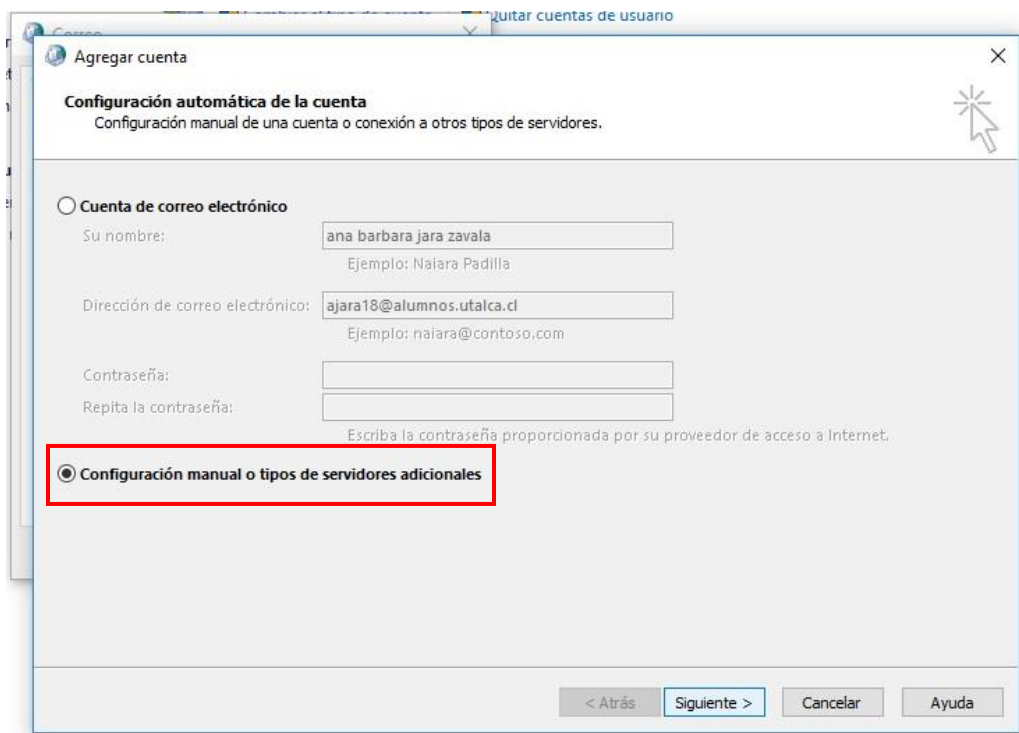 Quitar cuentas de usuario
Correo
Agregar cuenta
Configuración automática de la cuenta
Configuración manual de una cuenta o conexión a otros tipos de servidores.
Cuenta de correo electrónico
Su nombre:
ana barbara jara zavala
Ejemplo: Naiara Padilla
Dirección de correo electrónico:
ajara18@alumnos.utalca.cl
Ejemplo: naiara@contoso.com
Contraseña:
Repita la contraseña:
Escriba la contraseña proporcionada por su proveedor de acceso a Internet.
Configuración manual o tipos de servidores adicionales
< Atrás
Siguiente >
Cancelar
Ayuda